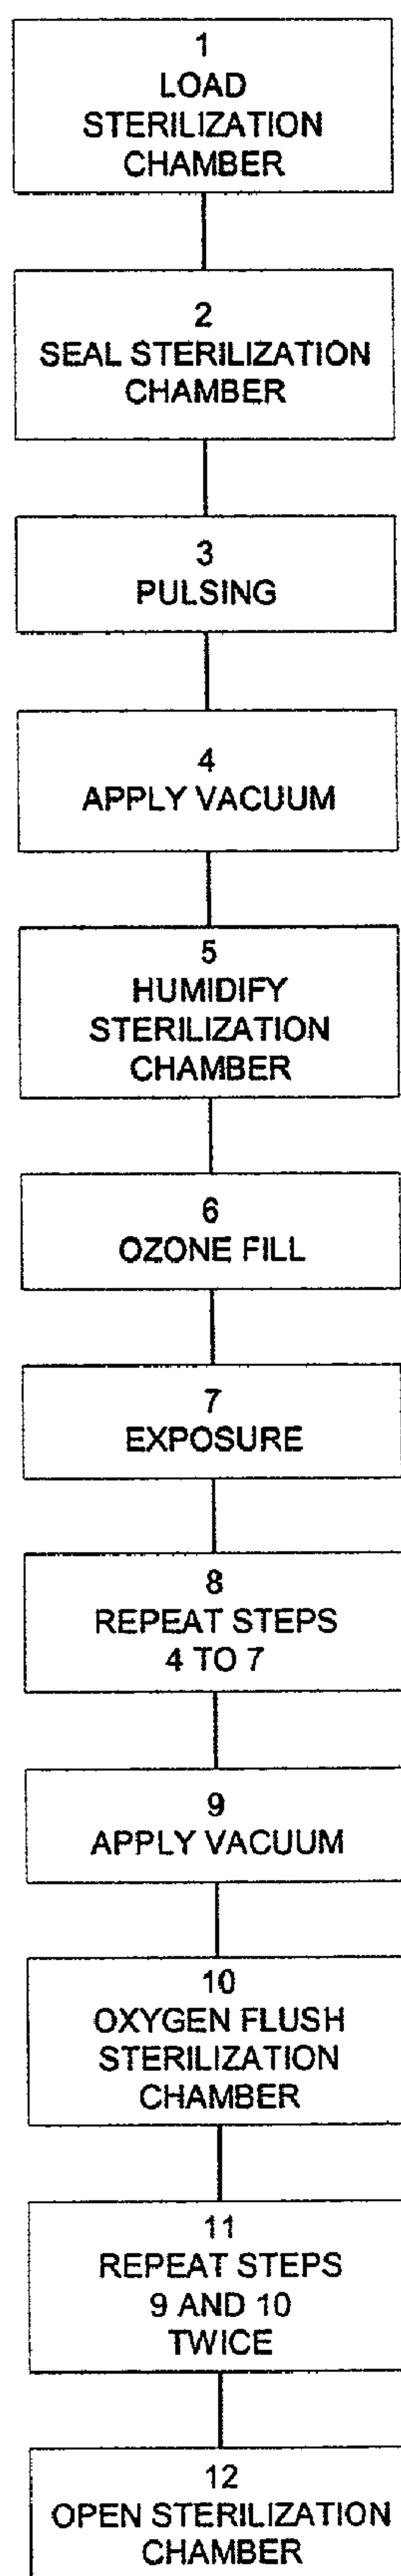 1
LOAD
STERILIZATION
CHAMBER
2
SEAL STERILIZATION
CHAMBER
3
PULSING
4
APPLY VACUUM
5
HUMIDIFY
STERILIZATION
CHAMBER
6
OZONE FILL
7
EXPOSURE
8
REPEAT STEPS
4 TO 7
9
APPLY VACUUM
10
OXYGEN FLUSH
STERILIZATION
CHAMBER
11
REPEAT STEPS
9 AND 10
TWICE
12
OPEN STERILIZATION
CHAMBER